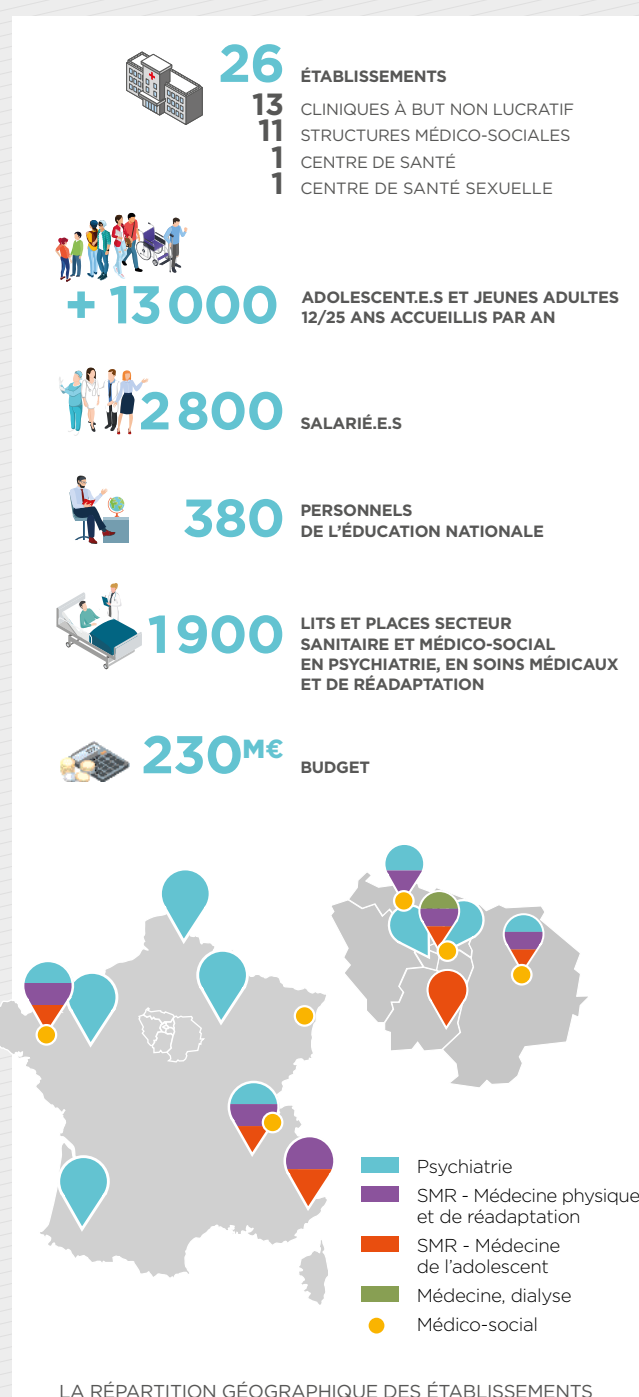 26 ÉTABLISSEMENTS
13 CLINIQUES À BUT NON LUCRATIF
11 STRUCTURES MÉDICO-SOCIALES
1 CENTRE DE SANTÉ
1 CENTRE DE SANTÉ SEXUELLE
+ 13 000 ADOLESCENT.E.S ET JEUNES ADULTES
12/25 ANS ACCUEILLIS PAR AN
2 800 SALARIÉ.E.S
380 PERSONNELS
DE L'ÉDUCATION NATIONALE
1 900 LITS ET PLACES SECTEUR
SANITAIRE ET MÉDICO-SOCIAL
EN PSYCHIATRIE, EN SOINS MÉDICAUX
ET DE RÉADAPTATION
230 M€ BUDGET
Psychiatrie
SMR - Médecine physique
et de réadaptation
SMR - Médecine
de l'adolescent
Médecine, dialyse
Médico-social
LA RÉPARTITION GÉOGRAPHIQUE DES ÉTABLISSEMENTS